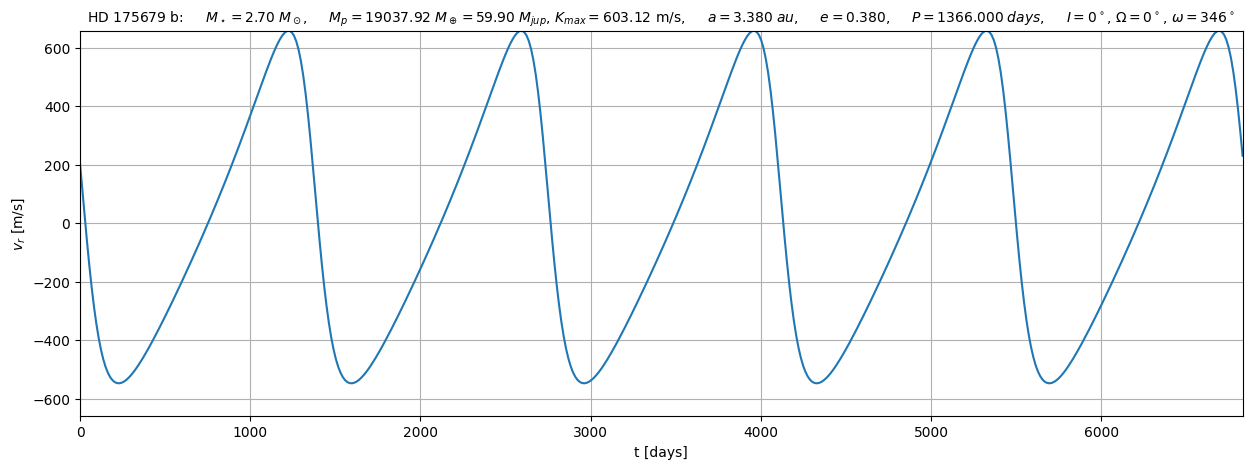 HD 175679 b: M⋆ = 2.70 M⊙, Mp = 19037.92 M⊕ = 59.90 Mjup, Kmax = 603.12 m/s, a = 3.380 au, e = 0.380, P = 1366.000 days, I = 0°, Ω = 0°, ω = 346°
600
400
200
0
−200
−400
−600
vr [m/s]
0 1000 2000 3000 4000 5000 6000
t [days]